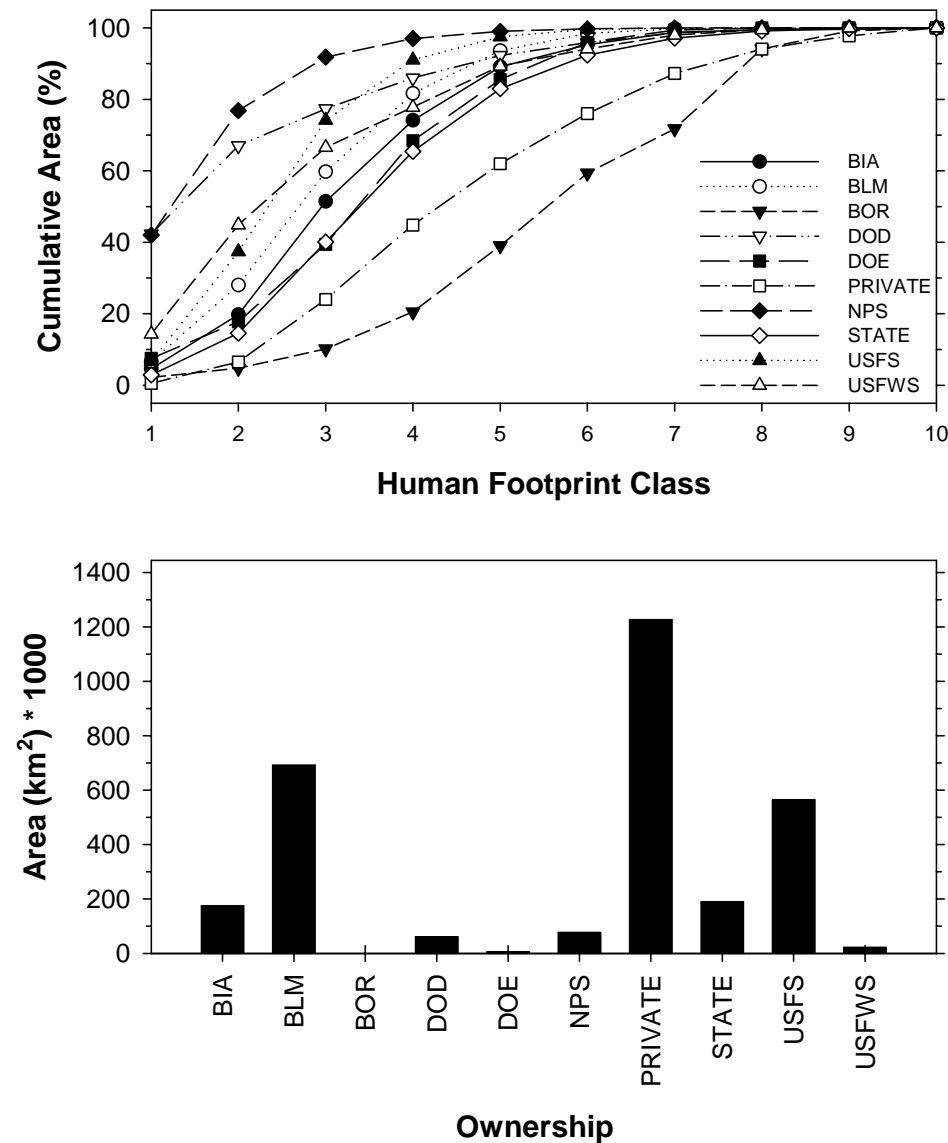 100
80
60
40
20
0
Cumulative Area (%)
BIA
BLM
BOR
DOD
DOE
PRIVATE
NPS
STATE
USFS
USFWS
1 2 3 4 5 6 7 8 9 10
Human Footprint Class
1400
1200
1000
800
600
400
200
0
Area (km²) * 1000
BIA
BLM
BOR
DOD
DOE
NPS
PRIVATE
STATE
USFS
USFWS
Ownership